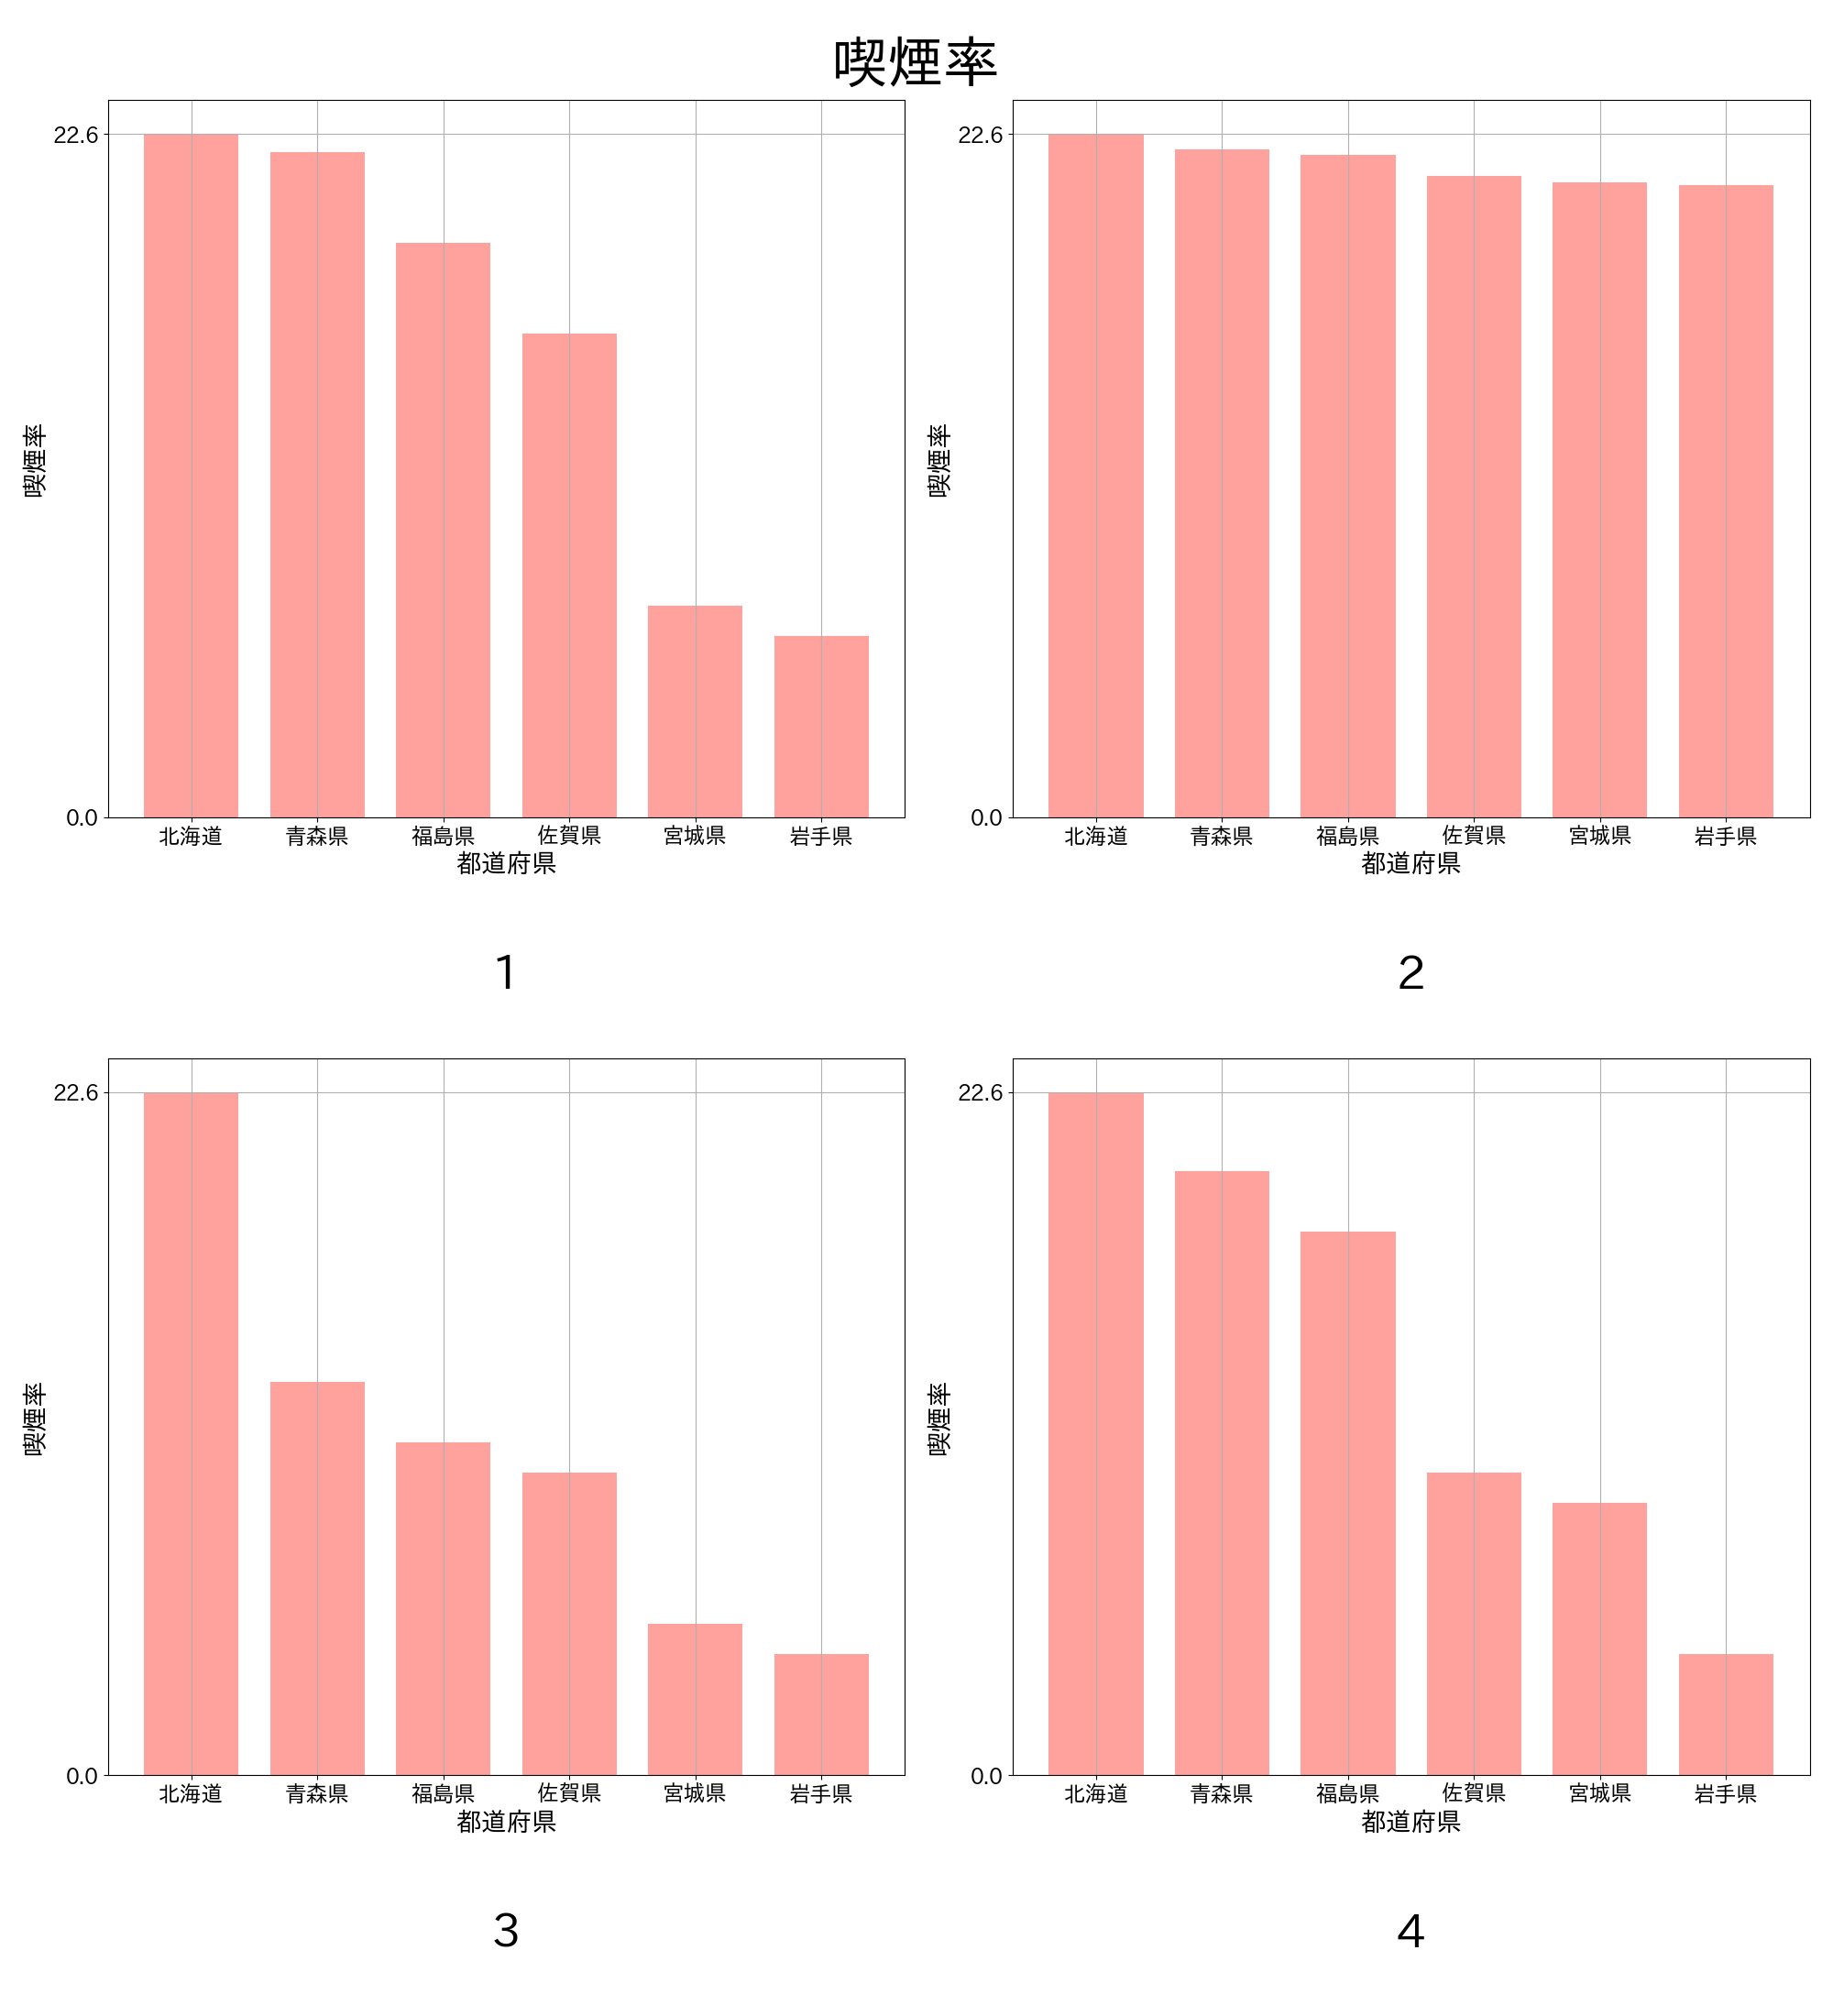 喫煙率
22.6
0.0
喫煙率
北海道 青森県 福島県 佐賀県 宮城県 岩手県
都道府県
1
22.6
0.0
喫煙率
北海道 青森県 福島県 佐賀県 宮城県 岩手県
都道府県
2
22.6
0.0
喫煙率
北海道 青森県 福島県 佐賀県 宮城県 岩手県
都道府県
3
22.6
0.0
喫煙率
北海道 青森県 福島県 佐賀県 宮城県 岩手県
都道府県
4